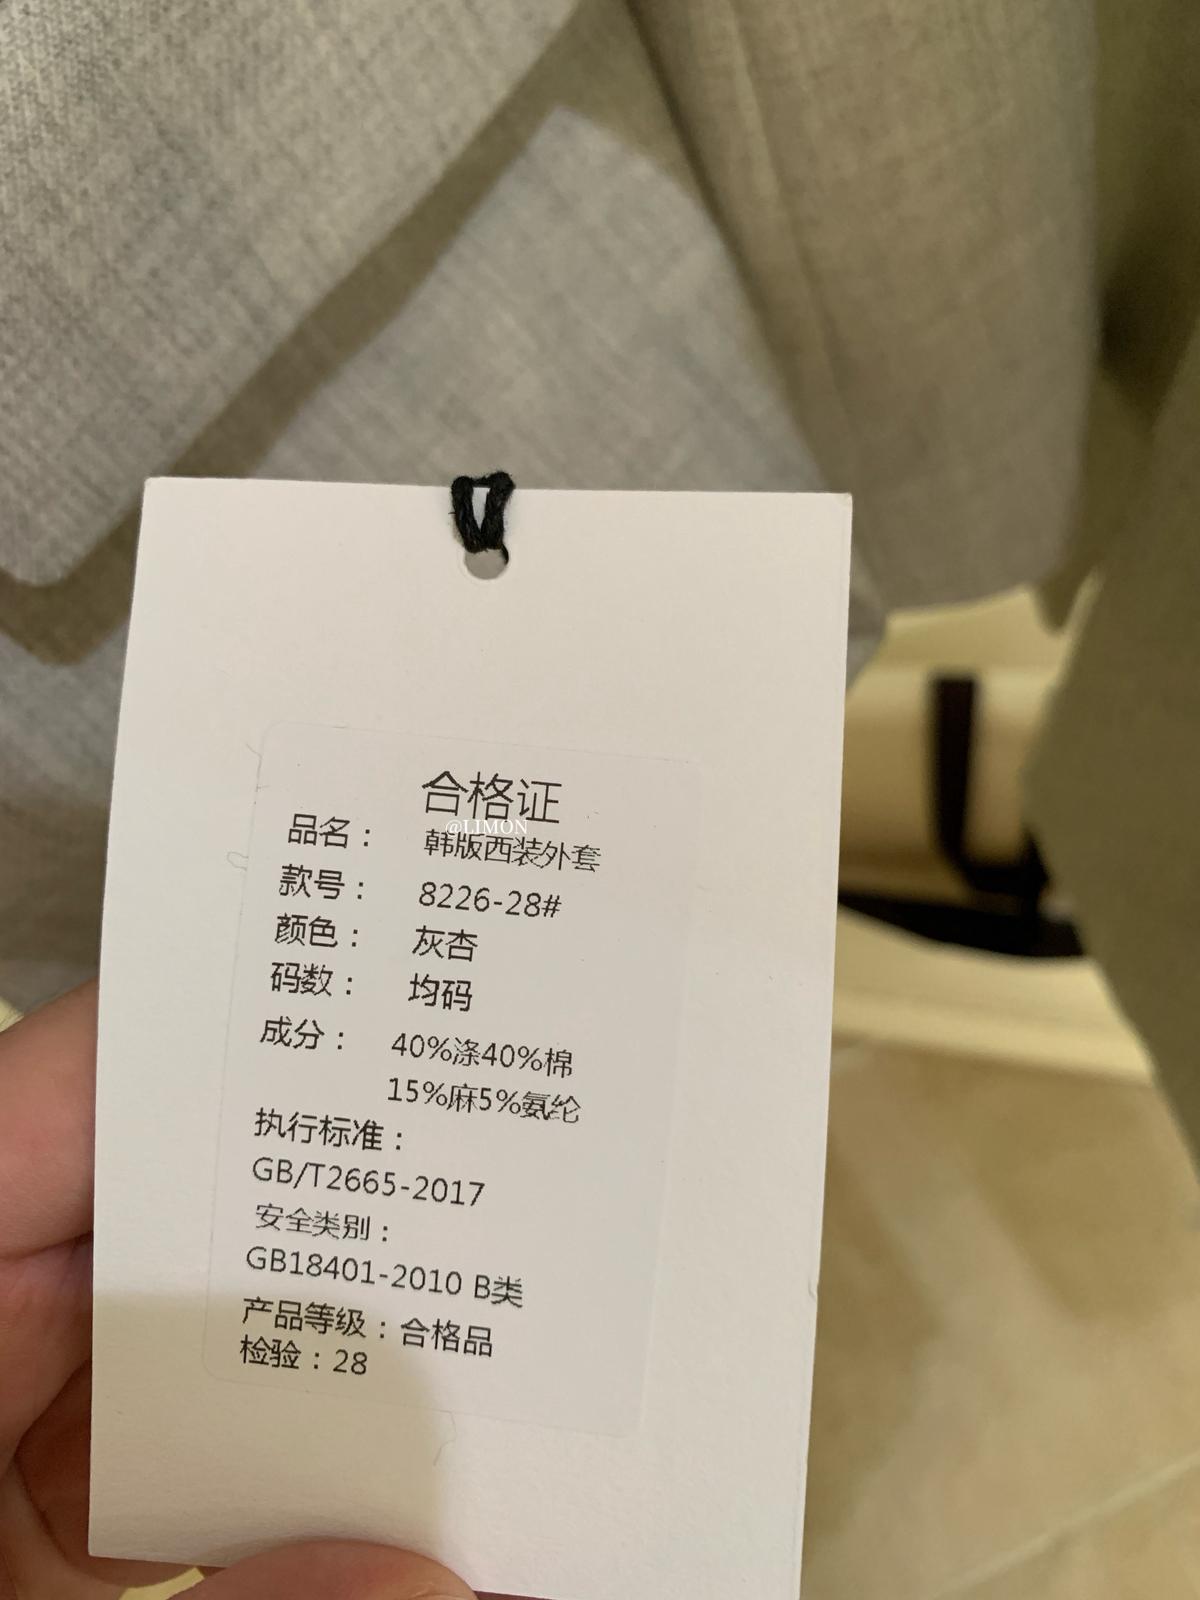 合格证
@LIMON
品名： 韩版西装外套
款号： 8226-28#
颜色： 灰杏
码数： 均码
成分： 40%涤40%棉
15%麻5%氨纶
执行标准：
GB/T2665-2017
安全类别：
GB18401-2010 B类
产品等级：合格品
检验：28